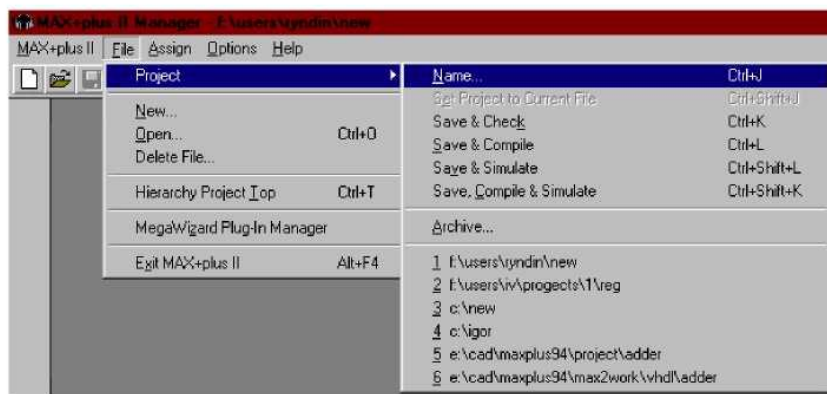 MAX+plus II Manager - f:\users\ryndin\new
MAX+plus II File Assign Options Help
Project
New...
Open... Ctrl+O
Delete File...
Hierarchy Project Top Ctrl+T
MegaWizard Plug-In Manager
Exit MAX+plus II Alt+F4
Name... Ctrl+J
Set Project to Current File Ctrl+Shift+J
Save & Check Ctrl+K
Save & Compile Ctrl+L
Save & Simulate Ctrl+Shift+L
Save, Compile & Simulate Ctrl+Shift+K
Archive...
1 f:\users\ryndin\new
2 f:\users\iv\progects\1\reg
3 c:\new
4 c:\igor
5 e:\cad\maxplus94\project\adder
6 e:\cad\maxplus94\max2work\vhdl\adder